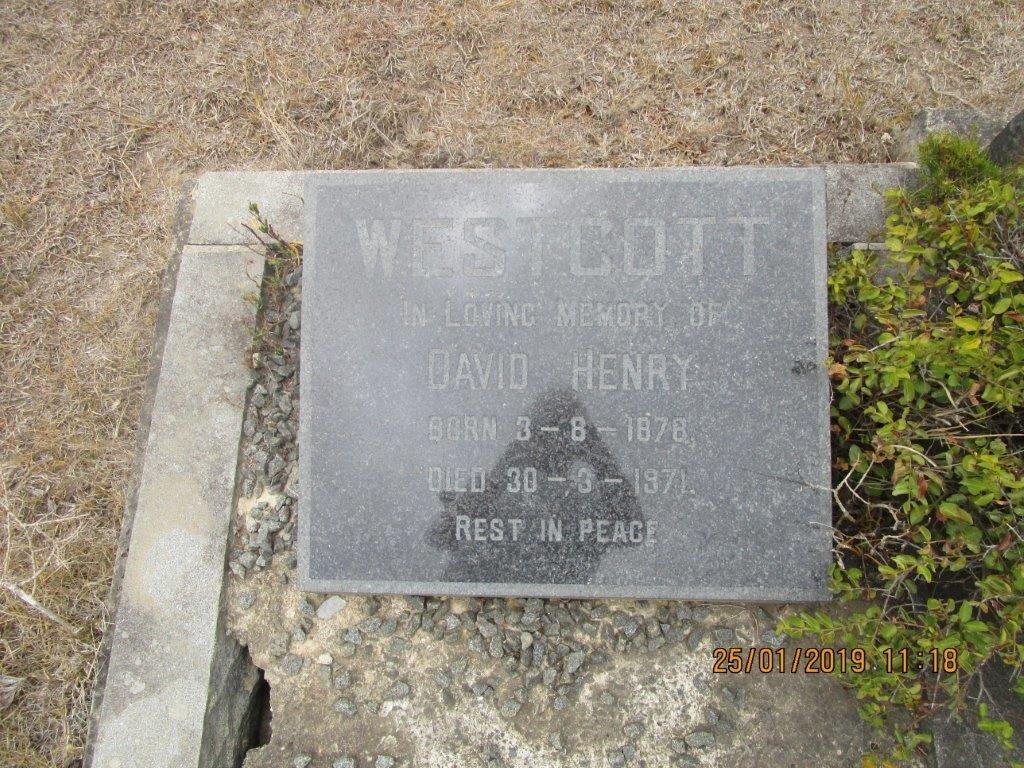 WESTCOTT
IN LOVING MEMORY OF
DAVID HENRY
BORN 3-8-1878,
DIED 30-3-1971.
REST IN PEACE
25/01/2019 11:18